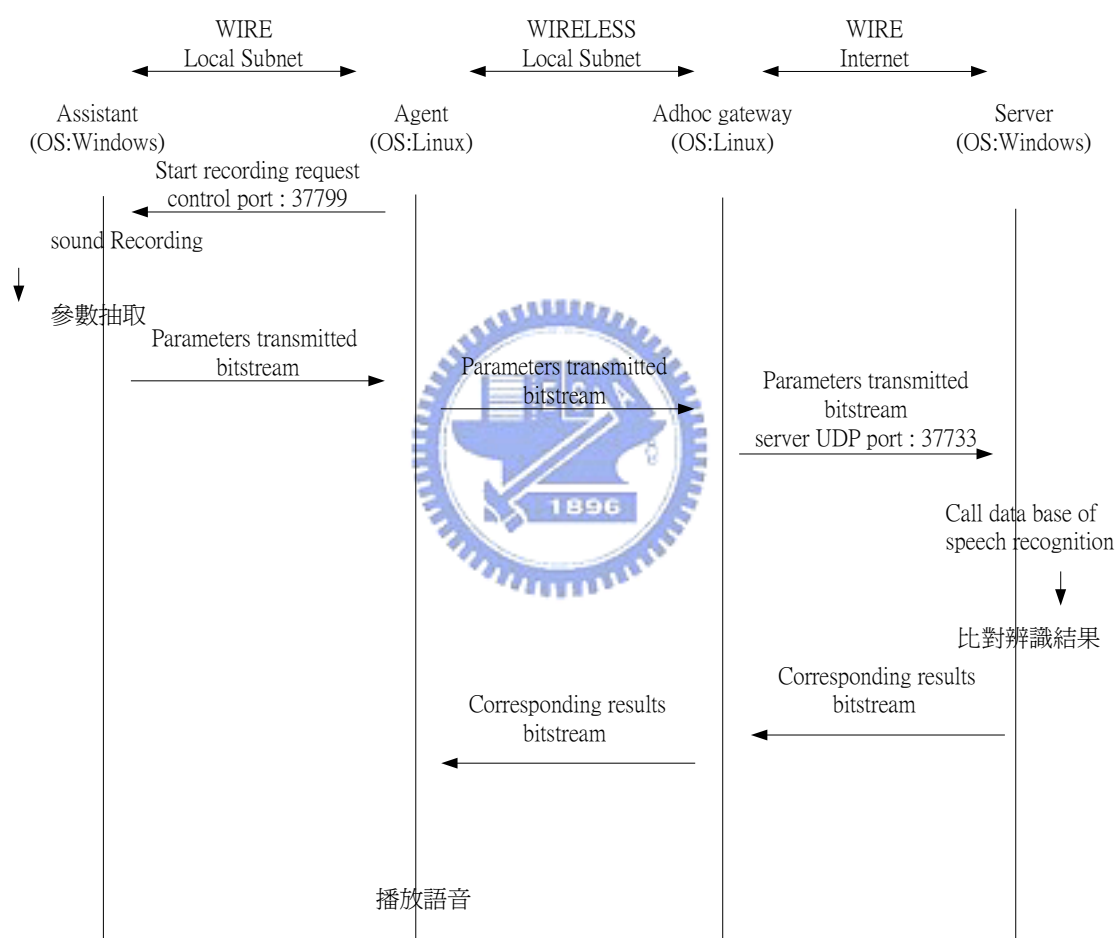 WIRE
Local Subnet
WIRELESS
Local Subnet
WIRE
Internet
Assistant
(OS:Windows)
Agent
(OS:Linux)
Adhoc gateway
(OS:Linux)
Server
(OS:Windows)
Start recording request
control port : 37799
sound Recording
參數抽取
Parameters transmitted
bitstream
Parameters transmitted
bitstream
Parameters transmitted
bitstream
server UDP port : 37733
1896
Call data base of
speech recognition
比對辨識結果
Corresponding results
bitstream
Corresponding results
bitstream
播放語音